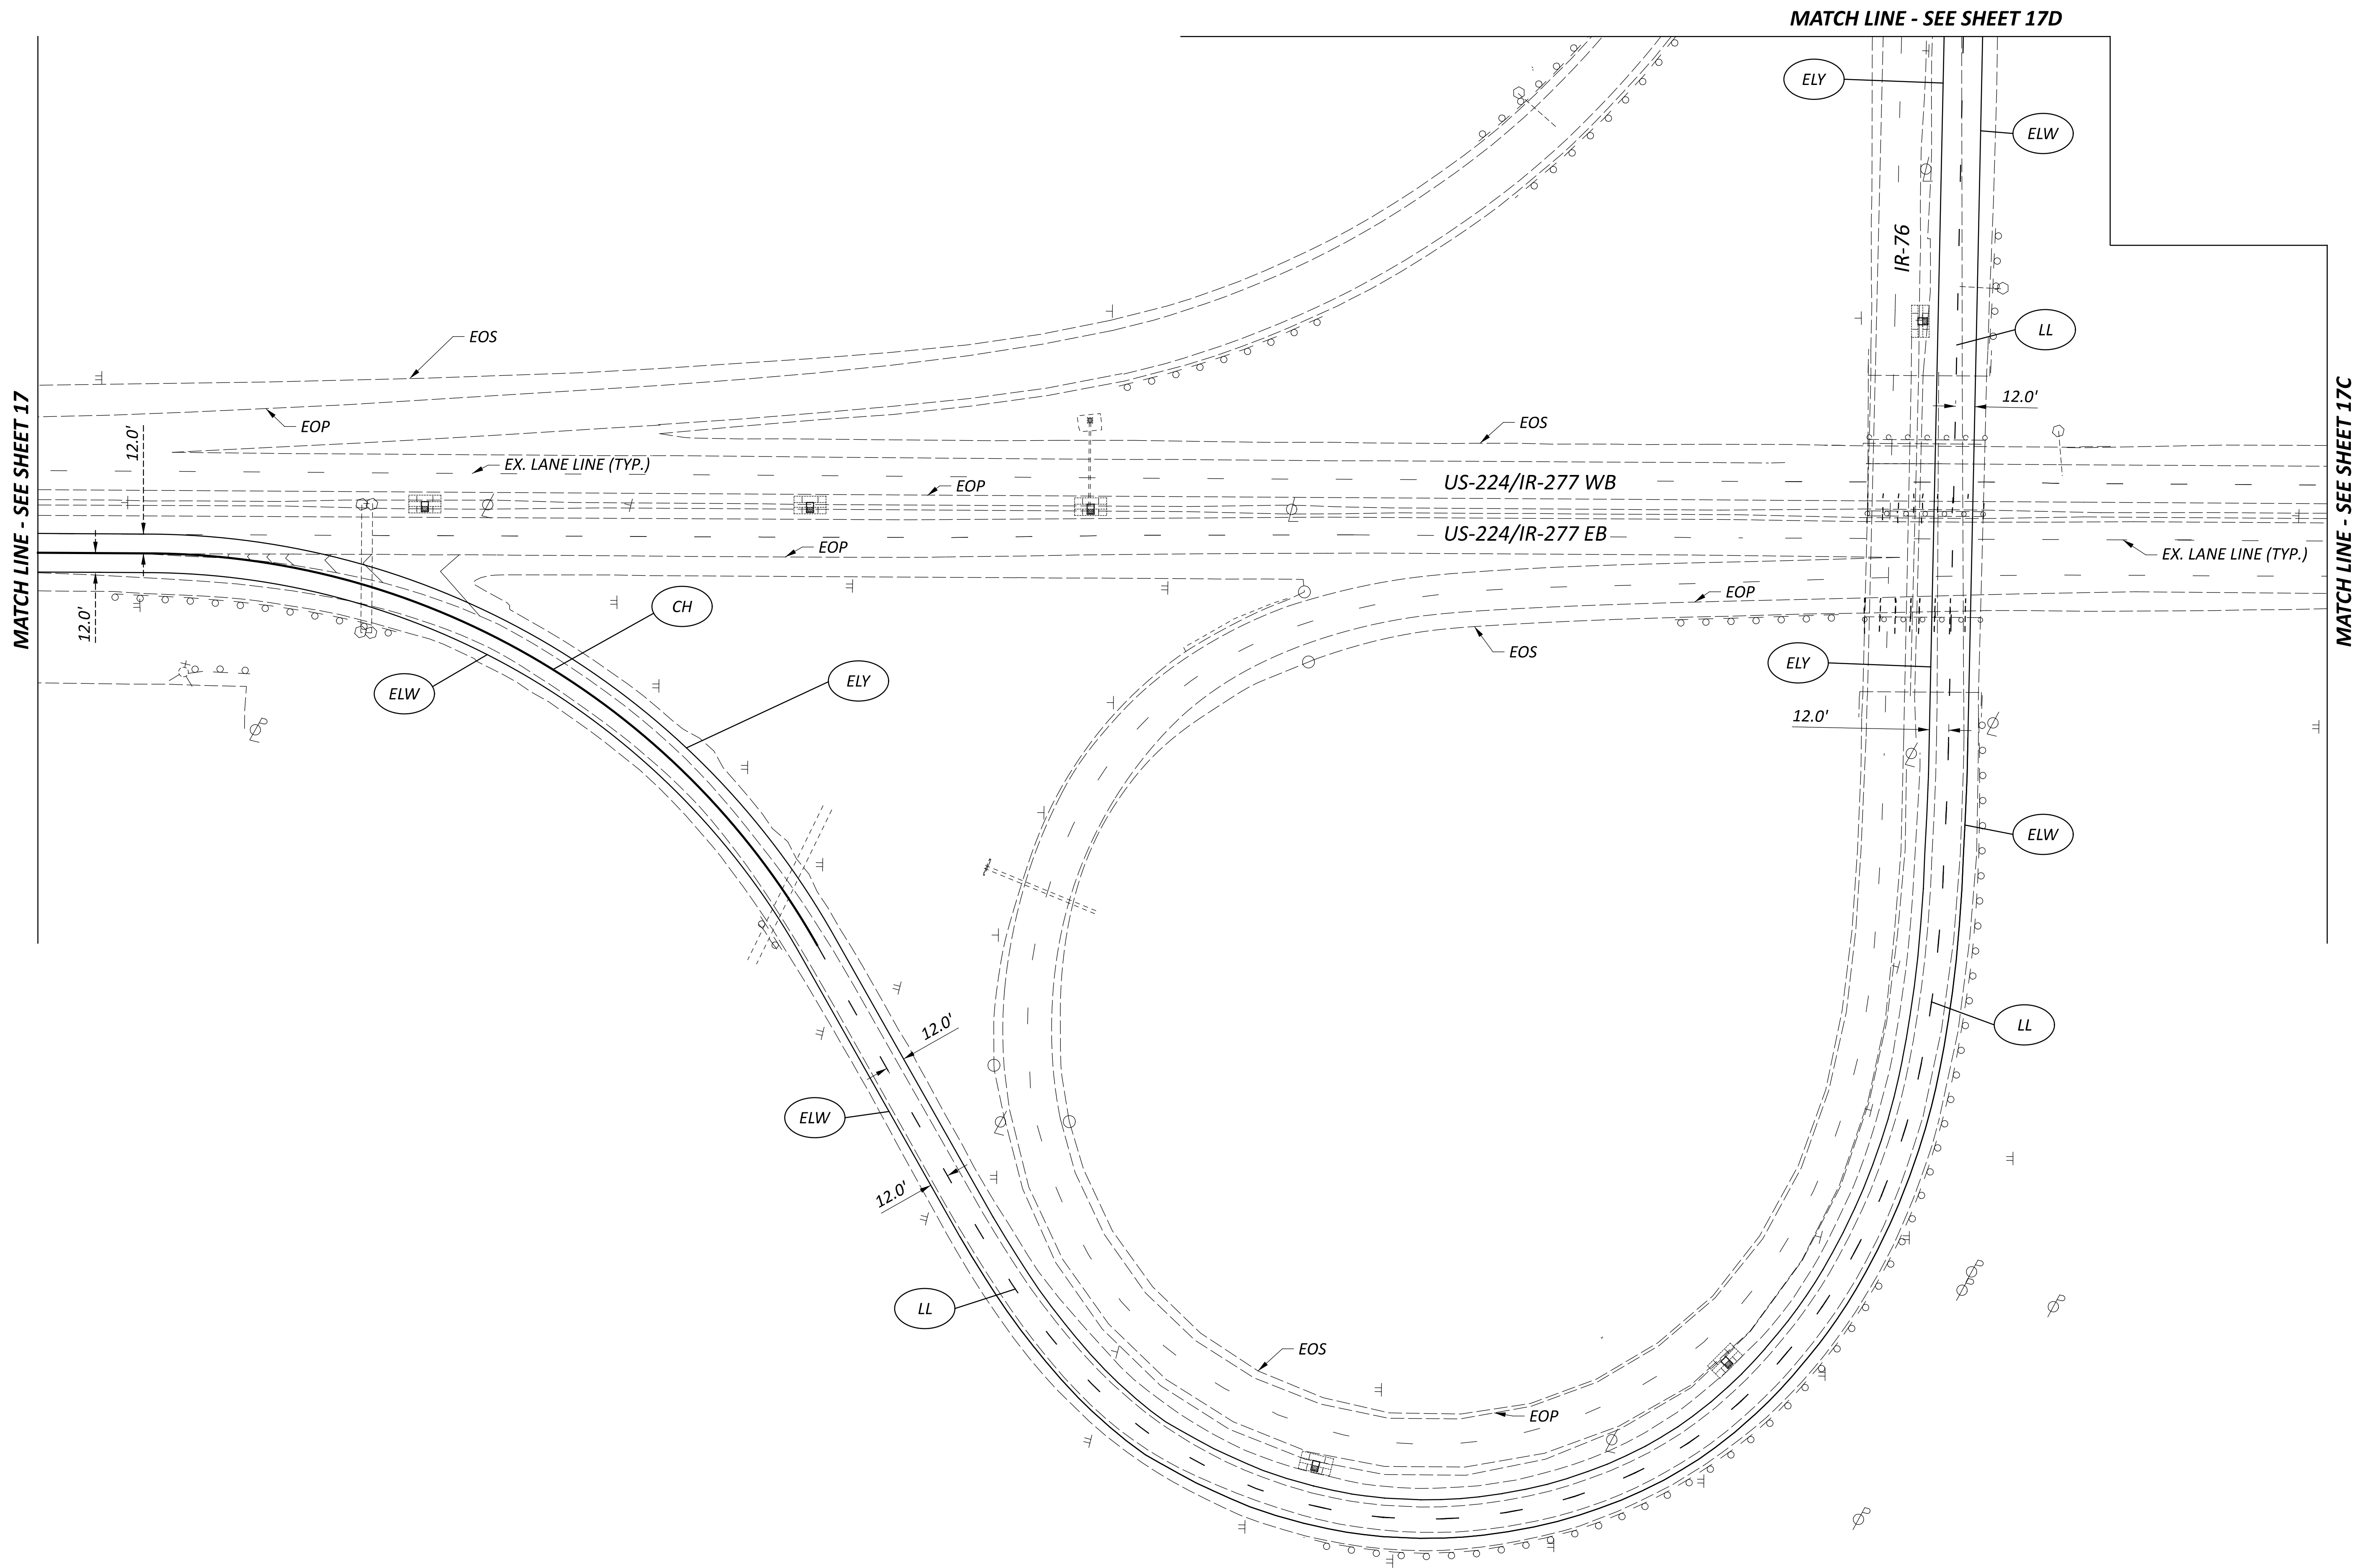 MATCH LINE - SEE SHEET 17D
ELY
ELW
IR-76
LL
EOS
12.0'
EOP
EOS
12.0'
EX. LANE LINE (TYP.)
EOP
US-224/IR-277 WB
US-224/IR-277 EB
EOP
EX. LANE LINE (TYP.)
MATCH LINE - SEE SHEET 17
MATCH LINE - SEE SHEET 17C
EOP
12.0'
CH
EOS
ELY
ELY
ELW
12.0'
ELW
12.0'
LL
ELW
12.0'
LL
EOS
EOP